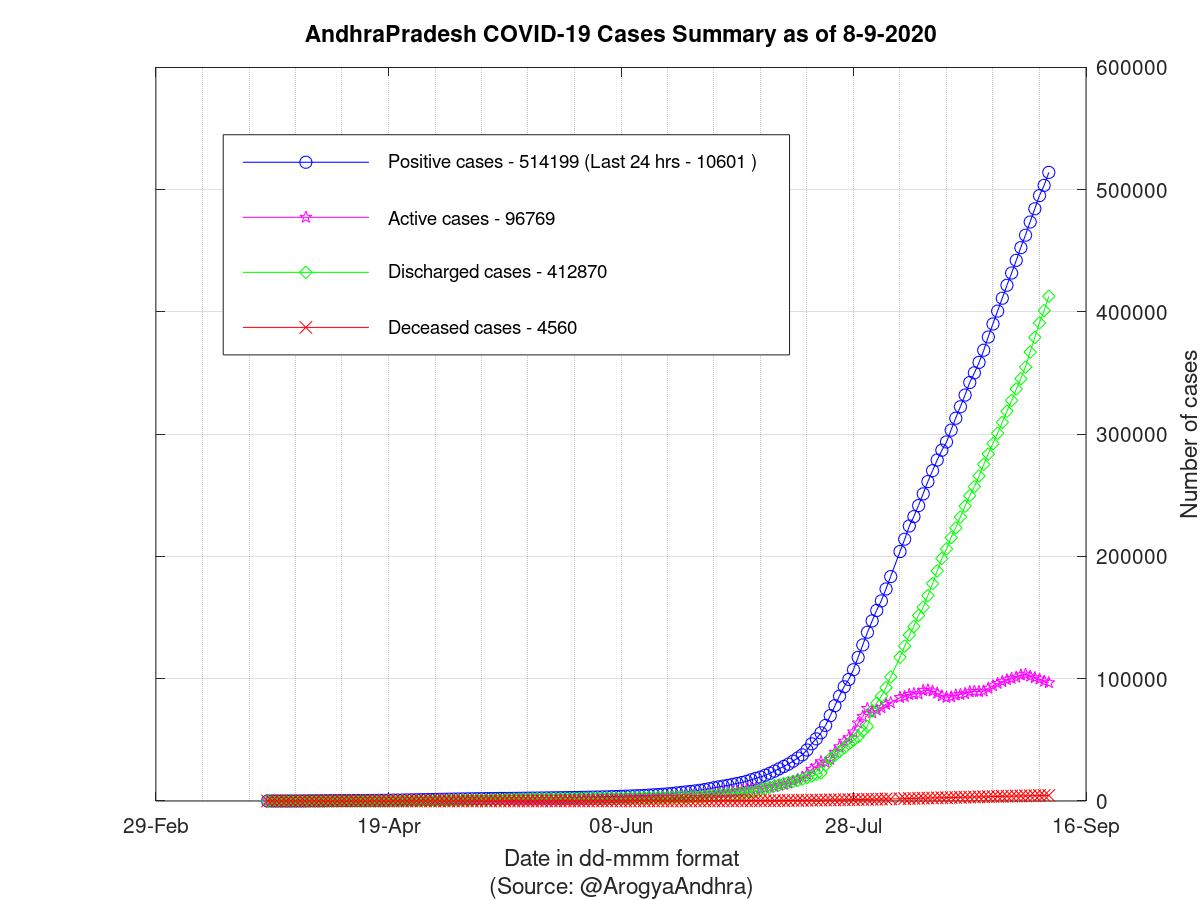 AndhraPradesh COVID-19 Cases Summary as of 8-9-2020
600000
Positive cases - 514199 (Last 24 hrs - 10601 )
500000
Active cases - 96769
Discharged cases - 412870
400000
Deceased cases - 4560
Number of cases
300000
200000
100000
0
29-Feb 19-Apr 08-Jun 28-Jul 16-Sep
Date in dd-mmm format
(Source: @ArogyaAndhra)